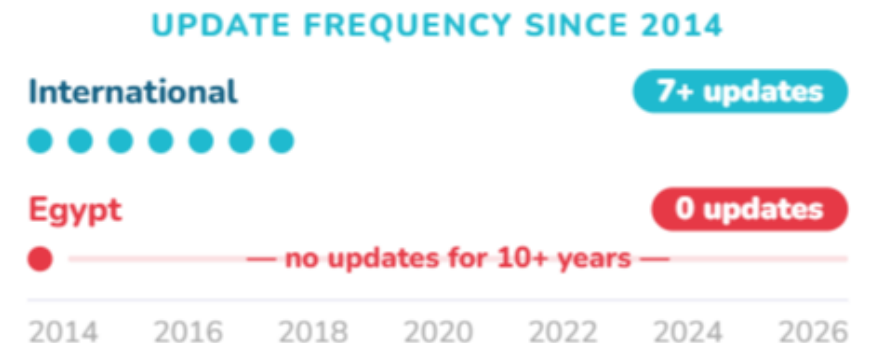 UPDATE FREQUENCY SINCE 2014
International
7+ updates
Egypt
0 updates
— no updates for 10+ years —
2014 2016 2018 2020 2022 2024 2026